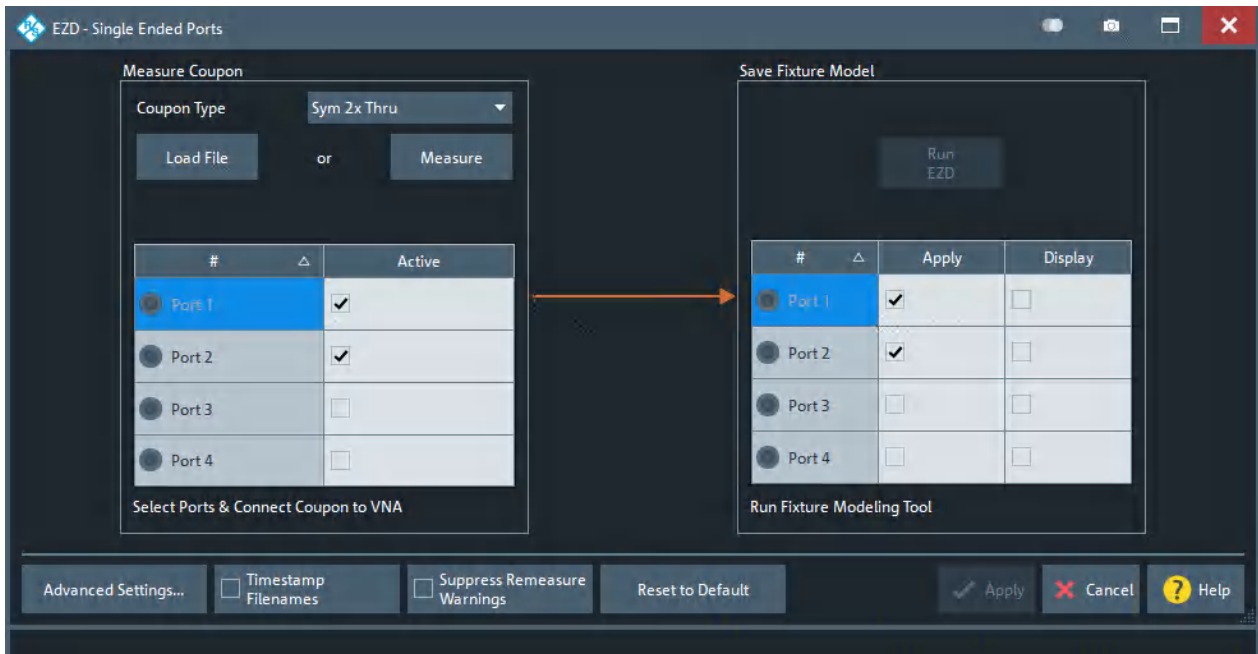 EZD - Single Ended Ports
Measure Coupon
Coupon Type
Sym 2x Thru
Load File
or
Measure
#
Active
Port 1
Port 2
Port 3
Port 4
Select Ports & Connect Coupon to VNA
Save Fixture Model
Run
EZD
#
Apply
Display
Port 1
Port 2
Port 3
Port 4
Run Fixture Modeling Tool
Advanced Settings...
Timestamp
Filenames
Suppress Remeasure
Warnings
Reset to Default
Apply
Cancel
? Help